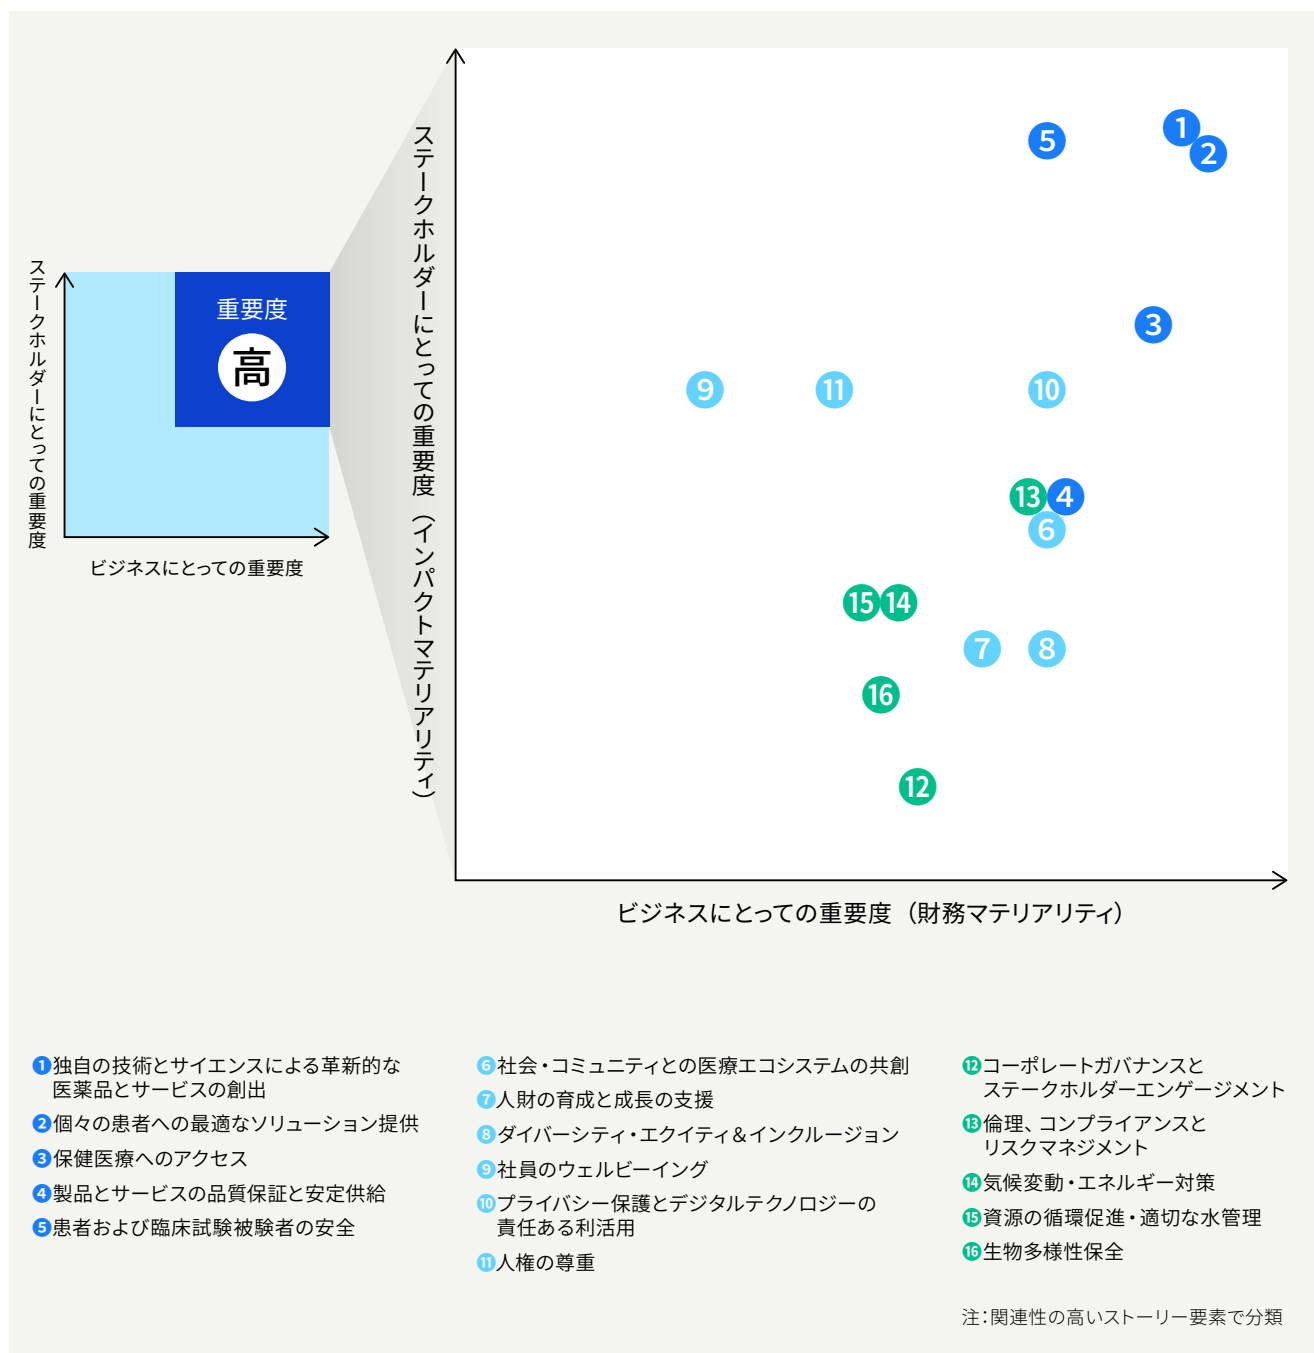 ステークホルダーにとっての重要度
重要度
高
ビジネスにとっての重要度
ステークホルダーにとっての重要度（インパクトマテリアリティ）
1
2
5
3
9
11
10
13
4
6
15
14
7
8
16
12
ビジネスにとっての重要度（財務マテリアリティ）
1独自の技術とサイエンスによる革新的な
医薬品とサービスの創出
2個々の患者への最適なソリューション提供
3保健医療へのアクセス
4製品とサービスの品質保証と安定供給
5患者および臨床試験被験者の安全
6社会・コミュニティとの医療エコシステムの共創
7人財の育成と成長の支援
8ダイバーシティ・エクイティ＆インクルージョン
9社員のウェルビーイング
10プライバシー保護とデジタルテクノロジーの
責任ある利活用
11人権の尊重
12コーポレートガバナンスと
ステークホルダーエンゲージメント
13倫理、コンプライアンスと
リスクマネジメント
14気候変動・エネルギー対策
15資源の循環促進・適切な水管理
16生物多様性保全
注：関連性の高いストーリー要素で分類